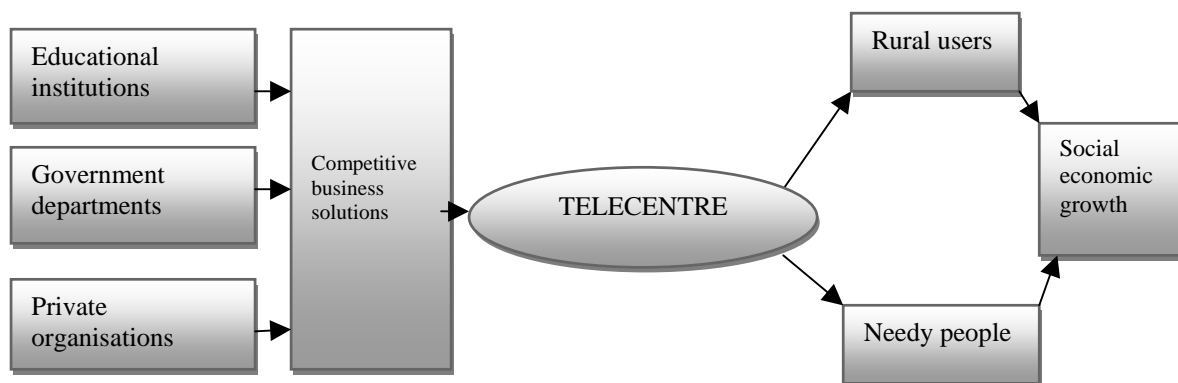 Educational
institutions
Government
departments
Private
organisations
Competitive
business
solutions
TELECENTRE
Rural users
Needy people
Social
economic
growth